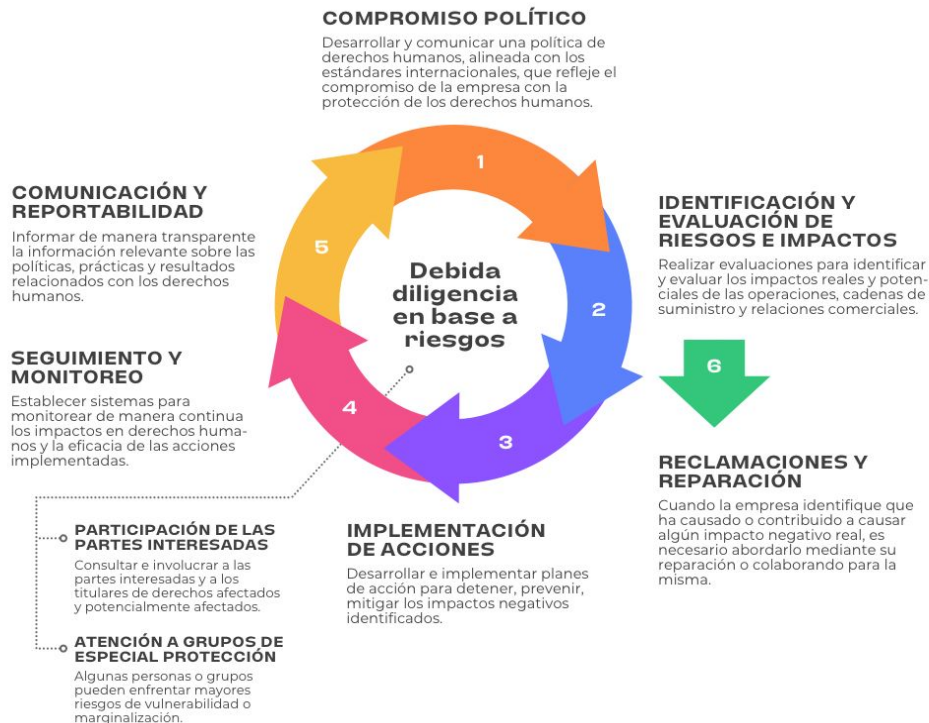 COMPROMISO POLÍTICO
Desarrollar y comunicar una política de
derechos humanos, alineada con los
estándares internacionales, que refleje el
compromiso de la empresa con la
protección de los derechos humanos.
1
COMUNICACIÓN Y
REPORTABILIDAD
Informar de manera transparente
la información relevante sobre las
políticas, prácticas y resultados
relacionados con los derechos
humanos.
5
Debida
diligencia
en base a
riesgos
2
IDENTIFICACIÓN Y
EVALUACIÓN DE
RIESGOS E IMPACTOS
Realizar evaluaciones para identificar
y evaluar los impactos reales y poten-
ciales de las operaciones, cadenas de
suministro y relaciones comerciales.
SEGUIMIENTO Y
MONITOREO
Establecer sistemas para
monitorear de manera continua
los impactos en derechos huma-
nos y la eficacia de las acciones
implementadas.
4
3
6
RECLAMACIONES Y
REPARACIÓN
Cuando la empresa identifique que
ha causado o contribuido a causar
algún impacto negativo real, es
necesario abordarlo mediante su
reparación o colaborando para la
misma.
IMPLEMENTACIÓN
DE ACCIONES
Desarrollar e implementar planes
de acción para detener, prevenir,
mitigar los impactos negativos
identificados.
PARTICIPACIÓN DE LAS
PARTES INTERESADAS
Consultar e involucrar a las
partes interesadas y a los
titulares de derechos afectados
y potencialmente afectados.
ATENCIÓN A GRUPOS DE
ESPECIAL PROTECCIÓN
Algunas personas o grupos
pueden enfrentar mayores
riesgos de vulnerabilidad o
marginalización.